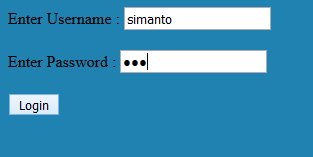 Enter Username : simanto
Enter Password : •••
Login